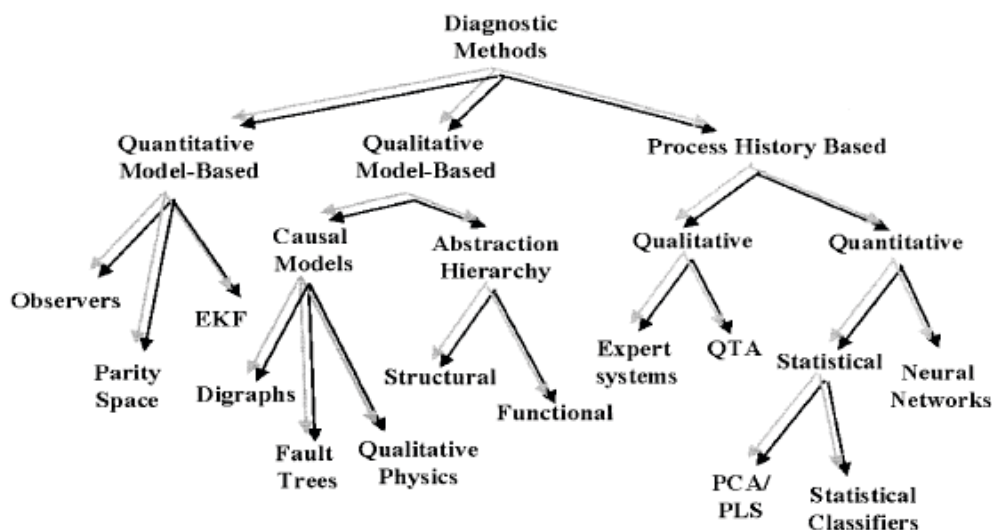 Diagnostic
Methods
Quantitative
Model-Based
Qualitative
Model-Based
Process History Based
Causal
Models
Abstraction
Hierarchy
Qualitative
Quantitative
Observers
EKF
Parity
Space
Digraphs
Fault
Trees
Qualitative
Physics
Structural
Functional
Expert
systems
QTA
Statistical
Neural
Networks
PCA/
PLS
Statistical
Classifiers